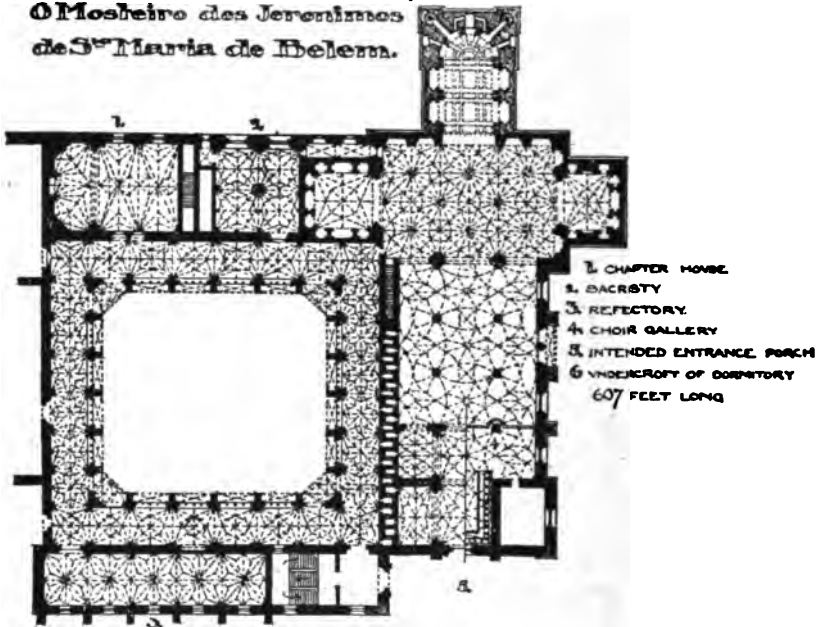 O Mosteiro dos Jeronimos
de Sta Maria de Belem.
1.
2
1. CHAPTER HOUSE
2. SACRISTY
3. REFECTORY.
4. CHOIR GALLERY
5. INTENDED ENTRANCE PORCH
6 UNDERCROFT OF DORMITORY
607 FEET LONG
5.
3